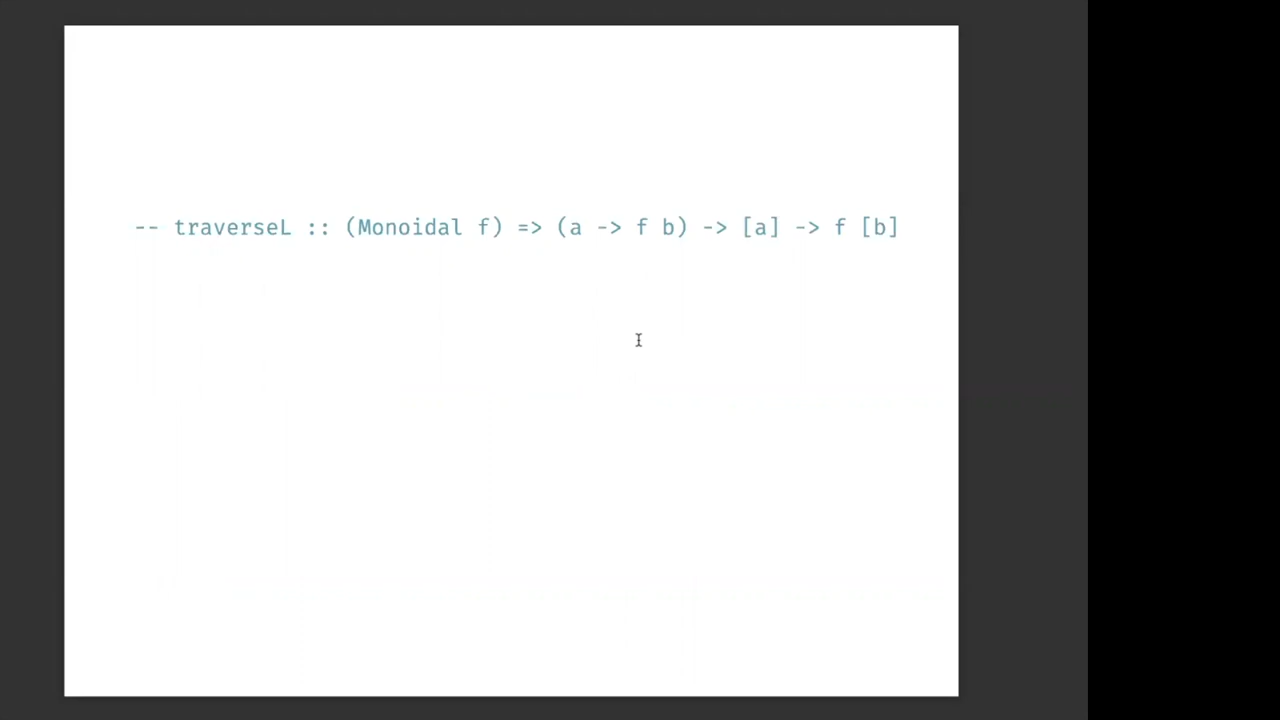 -- traverseL :: (Monoidal f) => (a -> f b) -> [a] -> f [b]